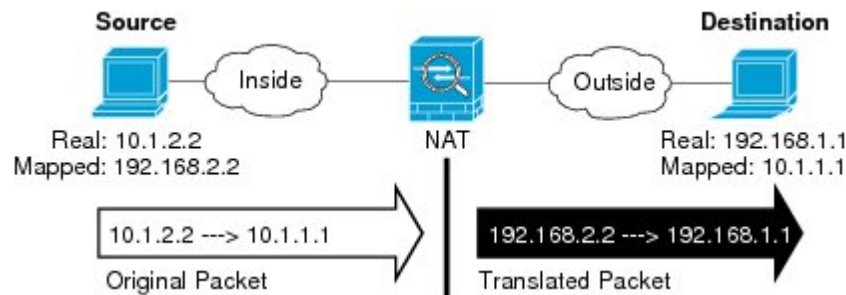 Source
Destination
Inside
Outside
NAT
Real: 10.1.2.2
Mapped: 192.168.2.2
Real: 192.168.1.1
Mapped: 10.1.1.1
10.1.2.2 ---> 10.1.1.1
192.168.2.2 ---> 192.168.1.1
Original Packet
Translated Packet